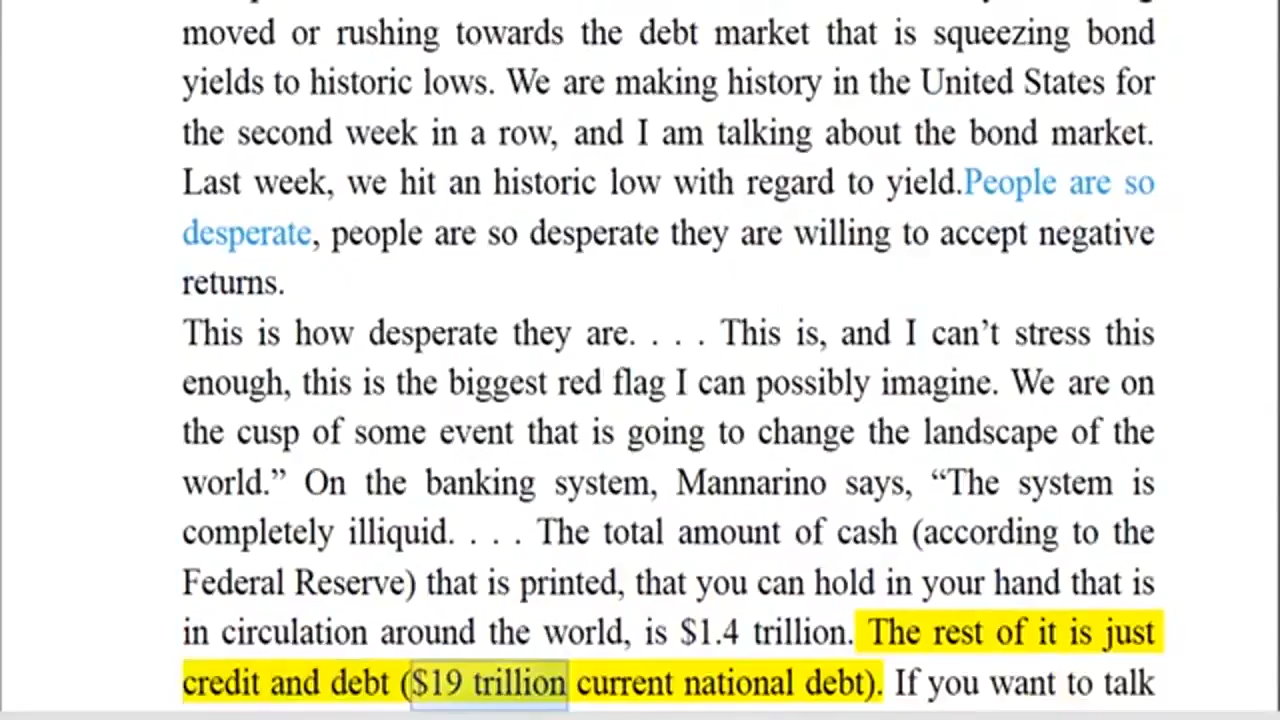 moved or rushing towards the debt market that is squeezing bond
yields to historic lows. We are making history in the United States for
the second week in a row, and I am talking about the bond market.
Last week, we hit an historic low with regard to yield.People are so
desperate, people are so desperate they are willing to accept negative
returns.
This is how desperate they are. . . . This is, and I can’t stress this
enough, this is the biggest red flag I can possibly imagine. We are on
the cusp of some event that is going to change the landscape of the
world.” On the banking system, Mannarino says, “The system is
completely illiquid. . . . The total amount of cash (according to the
Federal Reserve) that is printed, that you can hold in your hand that is
in circulation around the world, is $1.4 trillion. The rest of it is just
credit and debt ($19 trillion current national debt). If you want to talk